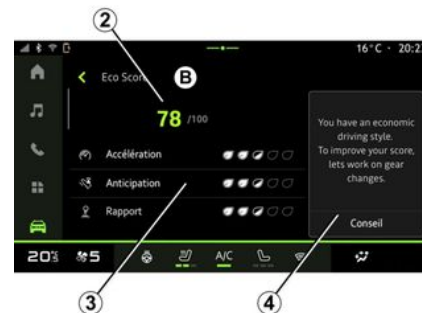 2
16°C · 20:23
Eco Score
B
78 /100
You have an economic
driving style.
To improve your score,
lets work on gear
changes.
Accélération
Anticipation
Rapport
Conseil
20
5
A/C
3
4